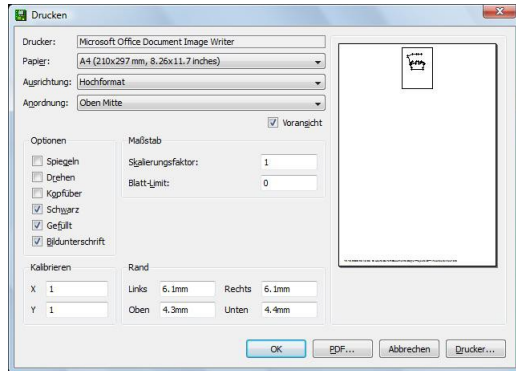 Drucken
Drucker: Microsoft Office Document Image Writer
Papier: A4 (210x297 mm, 8.26x11.7 inches)
Ausrichtung: Hochformat
Anordnung: Oben Mitte
Voransicht
Optionen
Spiegeln
Drehen
Kopfüber
Schwarz
Gefüllt
Bildunterschrift
Maßstab
Skalierungsfaktor: 1
Blatt-Limit: 0
Kalibrieren
X 1
Y 1
Rand
Links 6.1mm Rechts 6.1mm
Oben 4.3mm Unten 4.4mm
OK PDF... Abbrechen Drucker...